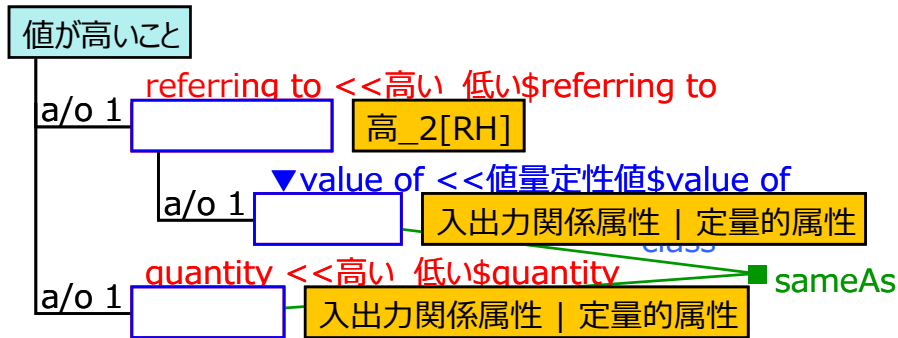 値が高いこと
referring to <<高い_低い$referring to
a/o 1
高_2[RH]
▼value of <<値量定性値$value of
a/o 1
入出力関係属性 | 定量的属性
class
sameAs
quantity <<高い_低い$quantity
a/o 1
入出力関係属性 | 定量的属性